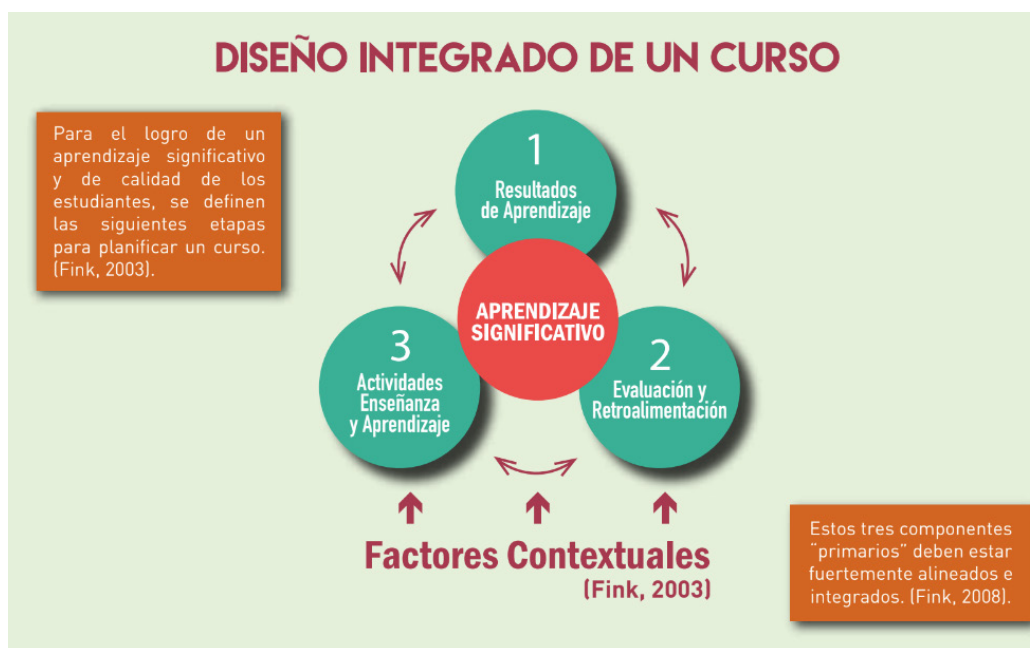 DISEÑO INTEGRADO DE UN CURSO
Para el logro de un
aprendizaje significativo
y de calidad de los
estudiantes, se definen
las siguientes etapas
para planificar un curso.
(Fink, 2003).
1
Resultados
de Aprendizaje
APRENDIZAJE
SIGNIFICATIVO
3
Actividades
Enseñanza
y Aprendizaje
2
Evaluación y
Retroalimentación
Factores Contextuales
(Fink, 2003)
Estos tres componentes
¨primarios¨ deben estar
fuertemente alineados e
integrados. (Fink, 2008).